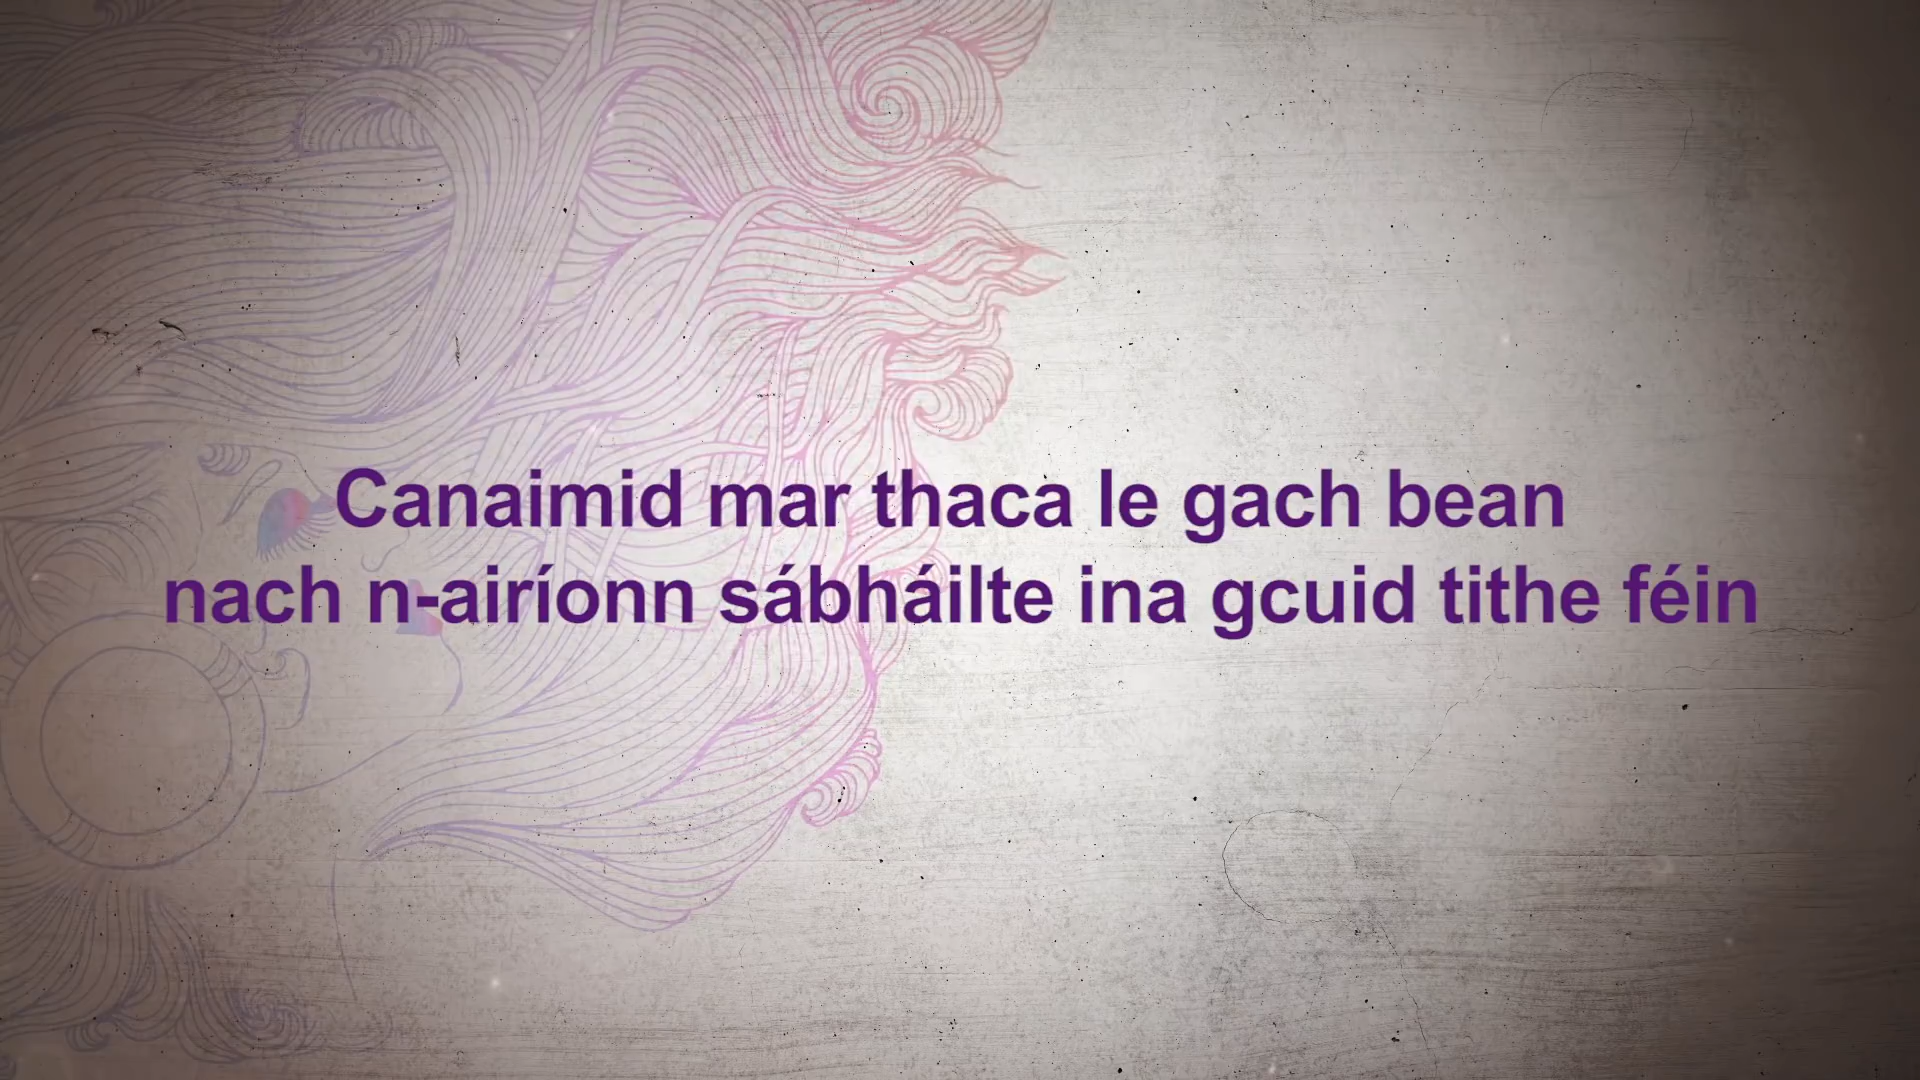 Canaimid mar thaca le gach bean
nach n-airíonn sábháilte ina gcuid tithe féin